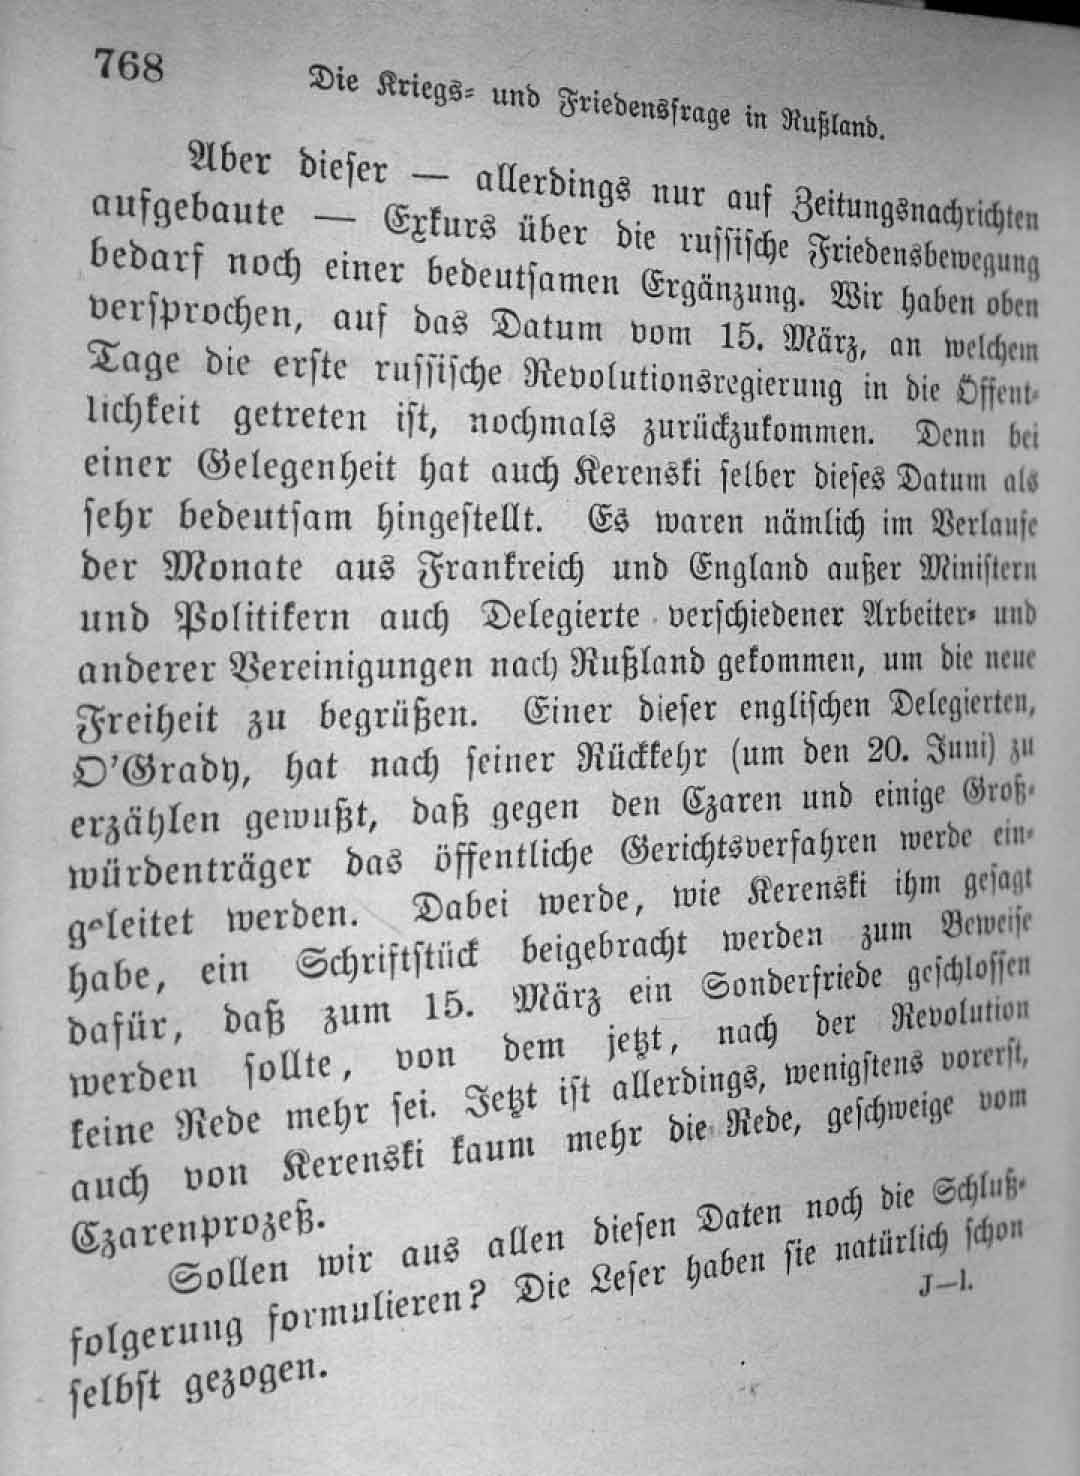 768
Die Kriegs- und Friedensfrage in Rußland.
Aber dieser — allerdings nur auf Zeitungsnachrichten
aufgebaute — Exkurs über die russische Friedensbewegung
bedarf noch einer bedeutsamen Ergänzung. Wir haben oben
versprochen, auf das Datum vom 15. März, an welchem
Tage die erste russische Revolutionsregierung in die Öffent-
lichkeit getreten ist, nochmals zurückzukommen. Denn bei
einer Gelegenheit hat auch Kerenski selber dieses Datum als
sehr bedeutsam hingestellt. Es waren nämlich im Verlaufe
der Monate aus Frankreich und England außer Ministern
und Politikern auch Delegierte verschiedener Arbeiter- und
anderer Vereinigungen nach Rußland gekommen, um die neue
Freiheit zu begrüßen. Einer dieser englischen Delegierten,
O'Grady, hat nach seiner Rückkehr (um den 20. Juni) zu
erzählen gewußt, daß gegen den Czaren und einige Groß-
würdenträger das öffentliche Gerichtsverfahren werde ein-
geleitet werden. Dabei werde, wie Kerenski ihm gesagt
habe, ein Schriftstück beigebracht werden zum Beweise
dafür, daß zum 15. März ein Sonderfriede geschlossen
werden sollte, von dem jetzt, nach der Revolution
keine Rede mehr sei. Jetzt ist allerdings, wenigstens vorerst,
auch von Kerenski kaum mehr die Rede, geschweige vom
Czarenprozeß.
Sollen wir aus allen diesen Daten noch die Schluß-
folgerung formulieren? Die Leser haben sie natürlich schon
selbst gezogen.
J—l.